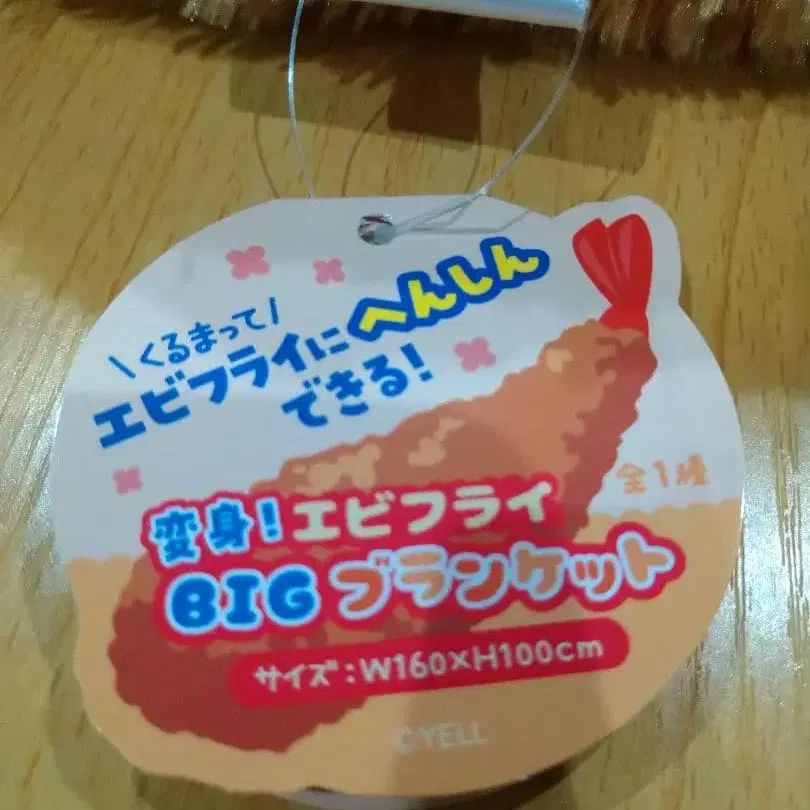 \くるまって/
エビフライにへんしん
できる!
全1種
変身!エビフライ
BIGブランケット
サイズ:W160×H100cm
©YELL